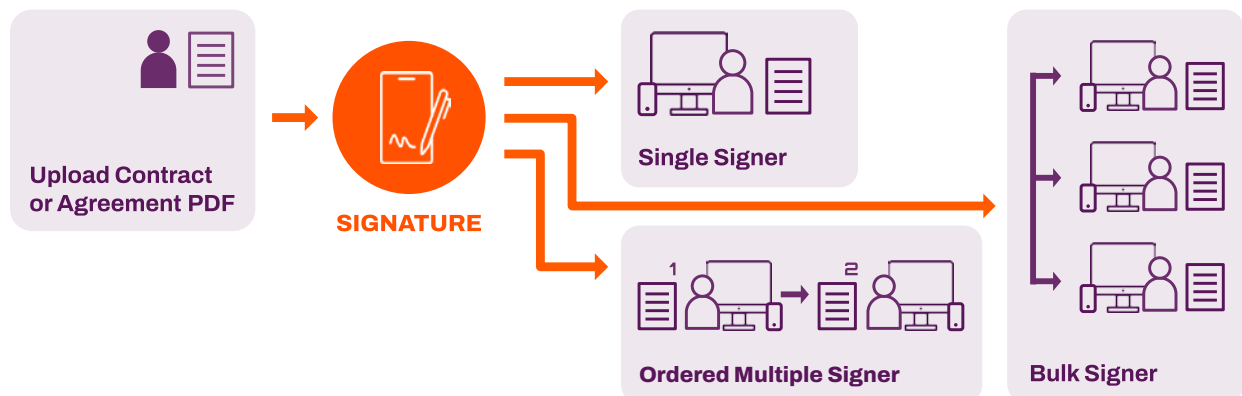 Upload Contract
or Agreement PDF
SIGNATURE
Single Signer
1
2
Ordered Multiple Signer
Bulk Signer